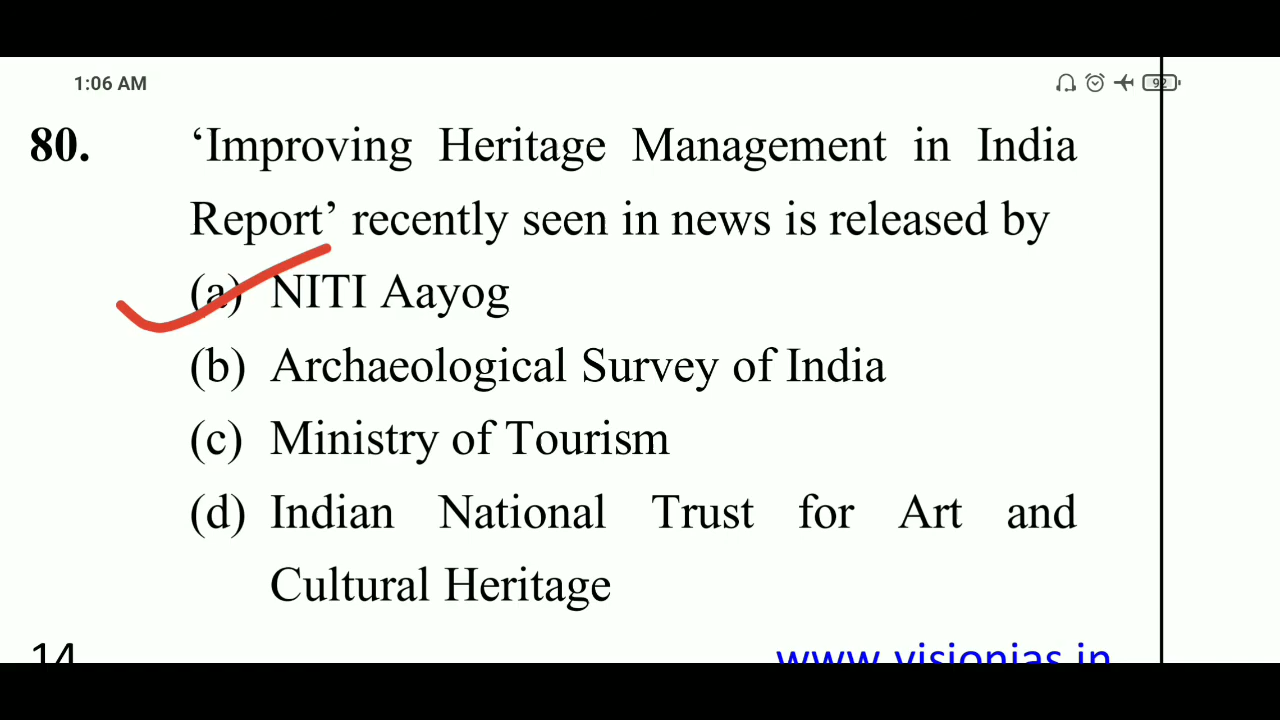 1:06 AM 92
80. ‘Improving Heritage Management in India
Report’ recently seen in news is released by
(a) NITI Aayog
(b) Archaeological Survey of India
(c) Ministry of Tourism
(d) Indian National Trust for Art and
Cultural Heritage
14 www.visionias.in